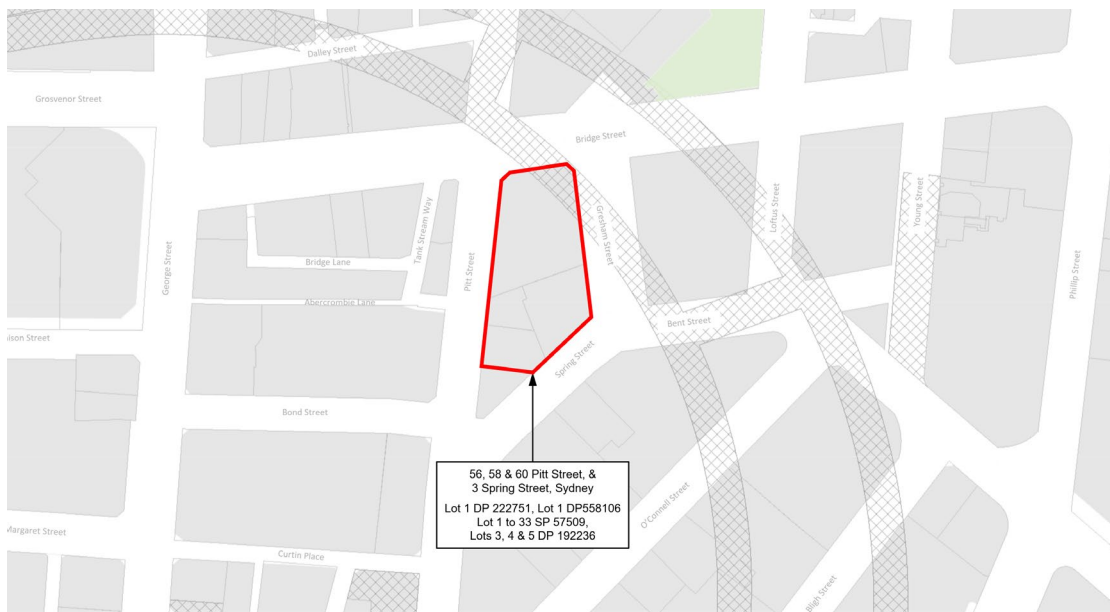 Dalley Street
Grosvenor Street
Bridge Street
Loftus Street
Young Street
Gresham Street
Tank Stream Way
George Street
Pitt Street
Phillip Street
Bridge Lane
Abercrombie Lane
Bent Street
lison Street
Spring Street
Bond Street
56, 58 & 60 Pitt Street, &
3 Spring Street, Sydney
Lot 1 DP 222751, Lot 1 DP558106
Lot 1 to 33 SP 57509,
Lots 3, 4 & 5 DP 192236
O'Connell Street
Margaret Street
Curtin Place
Bligh Street